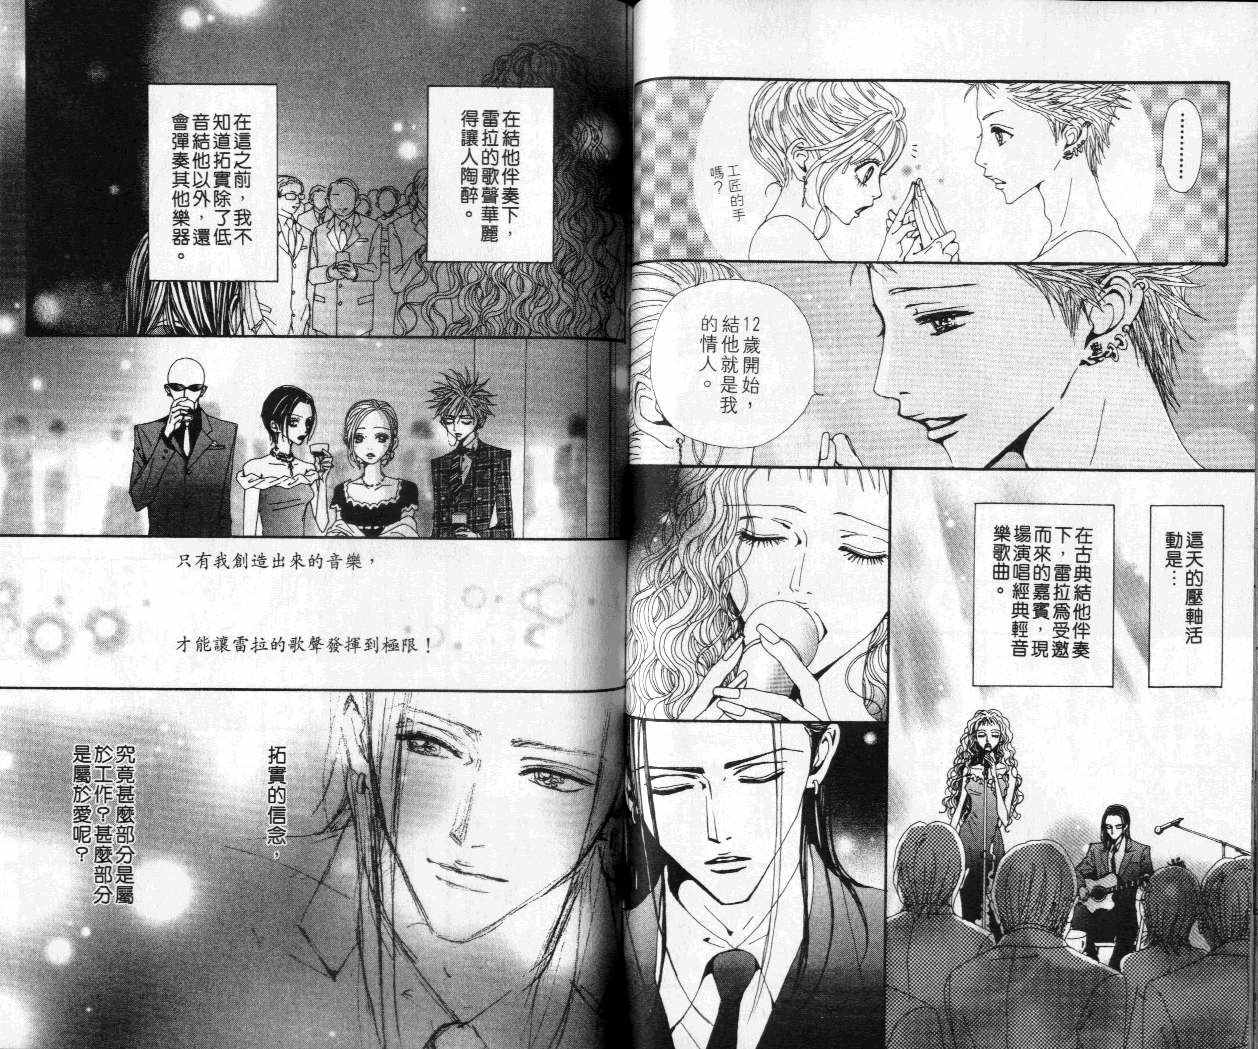 …………
工匠的手
嗎？
12歲開始，
結他就是我
的情人。
這天的壓軸活
動是…
在古典結他伴奏
下，雷拉為受邀
而來的嘉賓，現
場演唱經典輕音
樂歌曲。
在結他伴奏下，
雷拉的歌聲華麗
得讓人陶醉。
在這之前，我不
知道拓實除了低
音結他以外，還
會彈奏其他樂器。
只有我創造出來的音樂，
才能讓雷拉的歌聲發揮到極限！
拓實的信念，
究竟甚麼部分是屬
於工作？甚麼部分
是屬於愛呢？